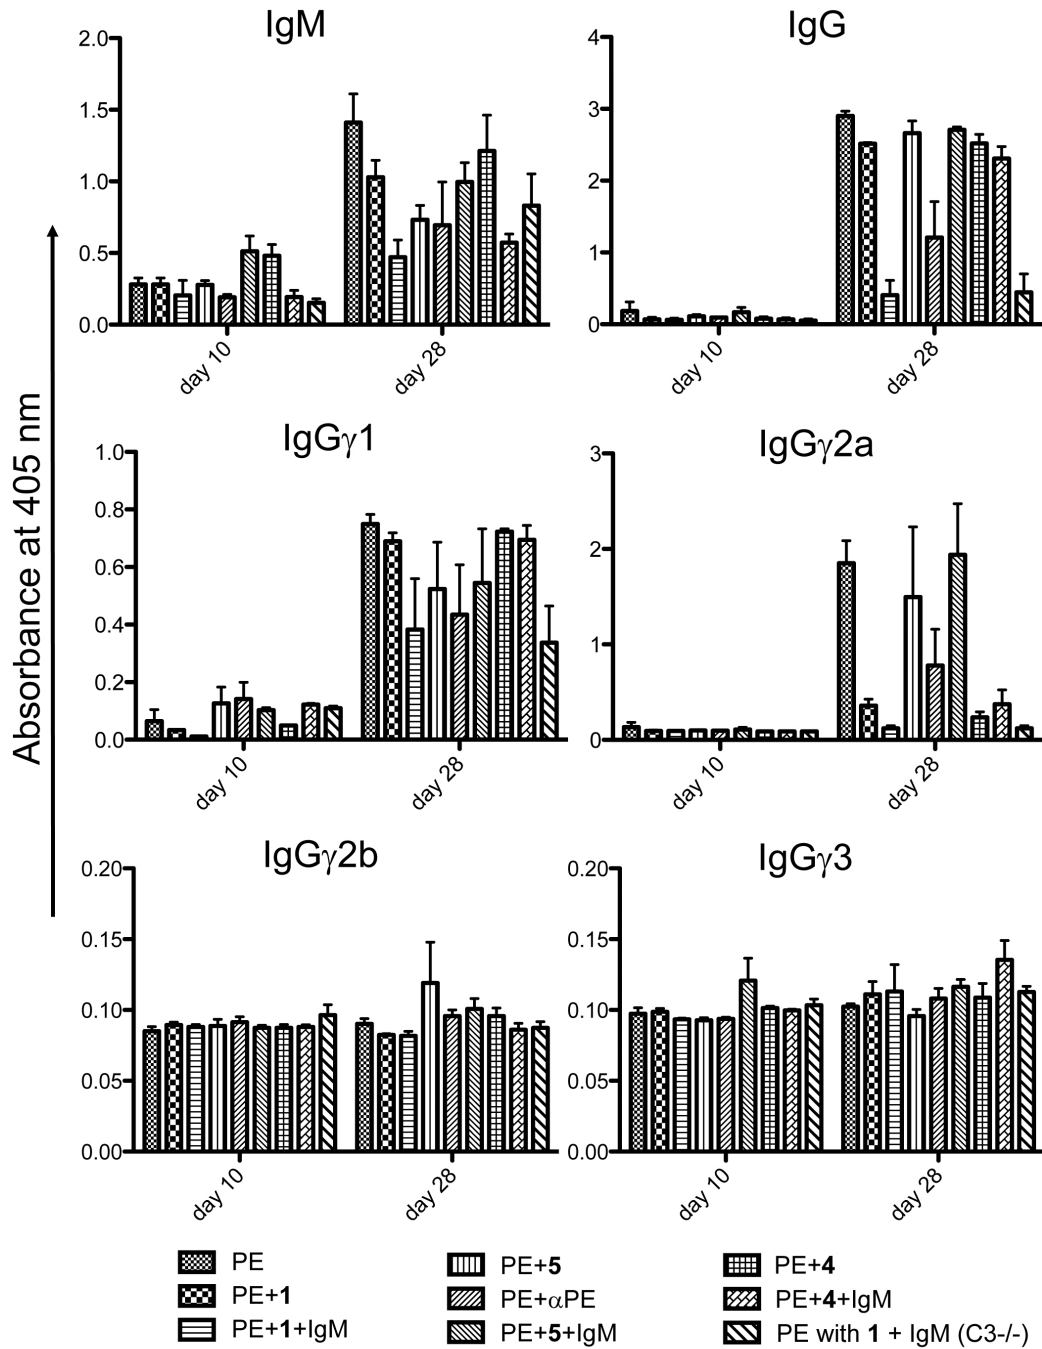 IgM
2.0
1.5
1.0
0.5
0.0
day 10
day 28
IgG
4
3
2
1
0
day 10
day 28
Absorbance at 405 nm
IgGγ1
1.0
0.8
0.6
0.4
0.2
0.0
day 10
day 28
IgGγ2a
3
2
1
0
day 10
day 28
IgGγ2b
0.20
0.15
0.10
0.05
0.00
day 10
day 28
IgGγ3
0.20
0.15
0.10
0.05
0.00
day 10
day 28
PE
PE+1
PE+1+IgM
PE+5
PE+αPE
PE+5+IgM
PE+4
PE+4+IgM
PE with 1 + IgM (C3-/-)